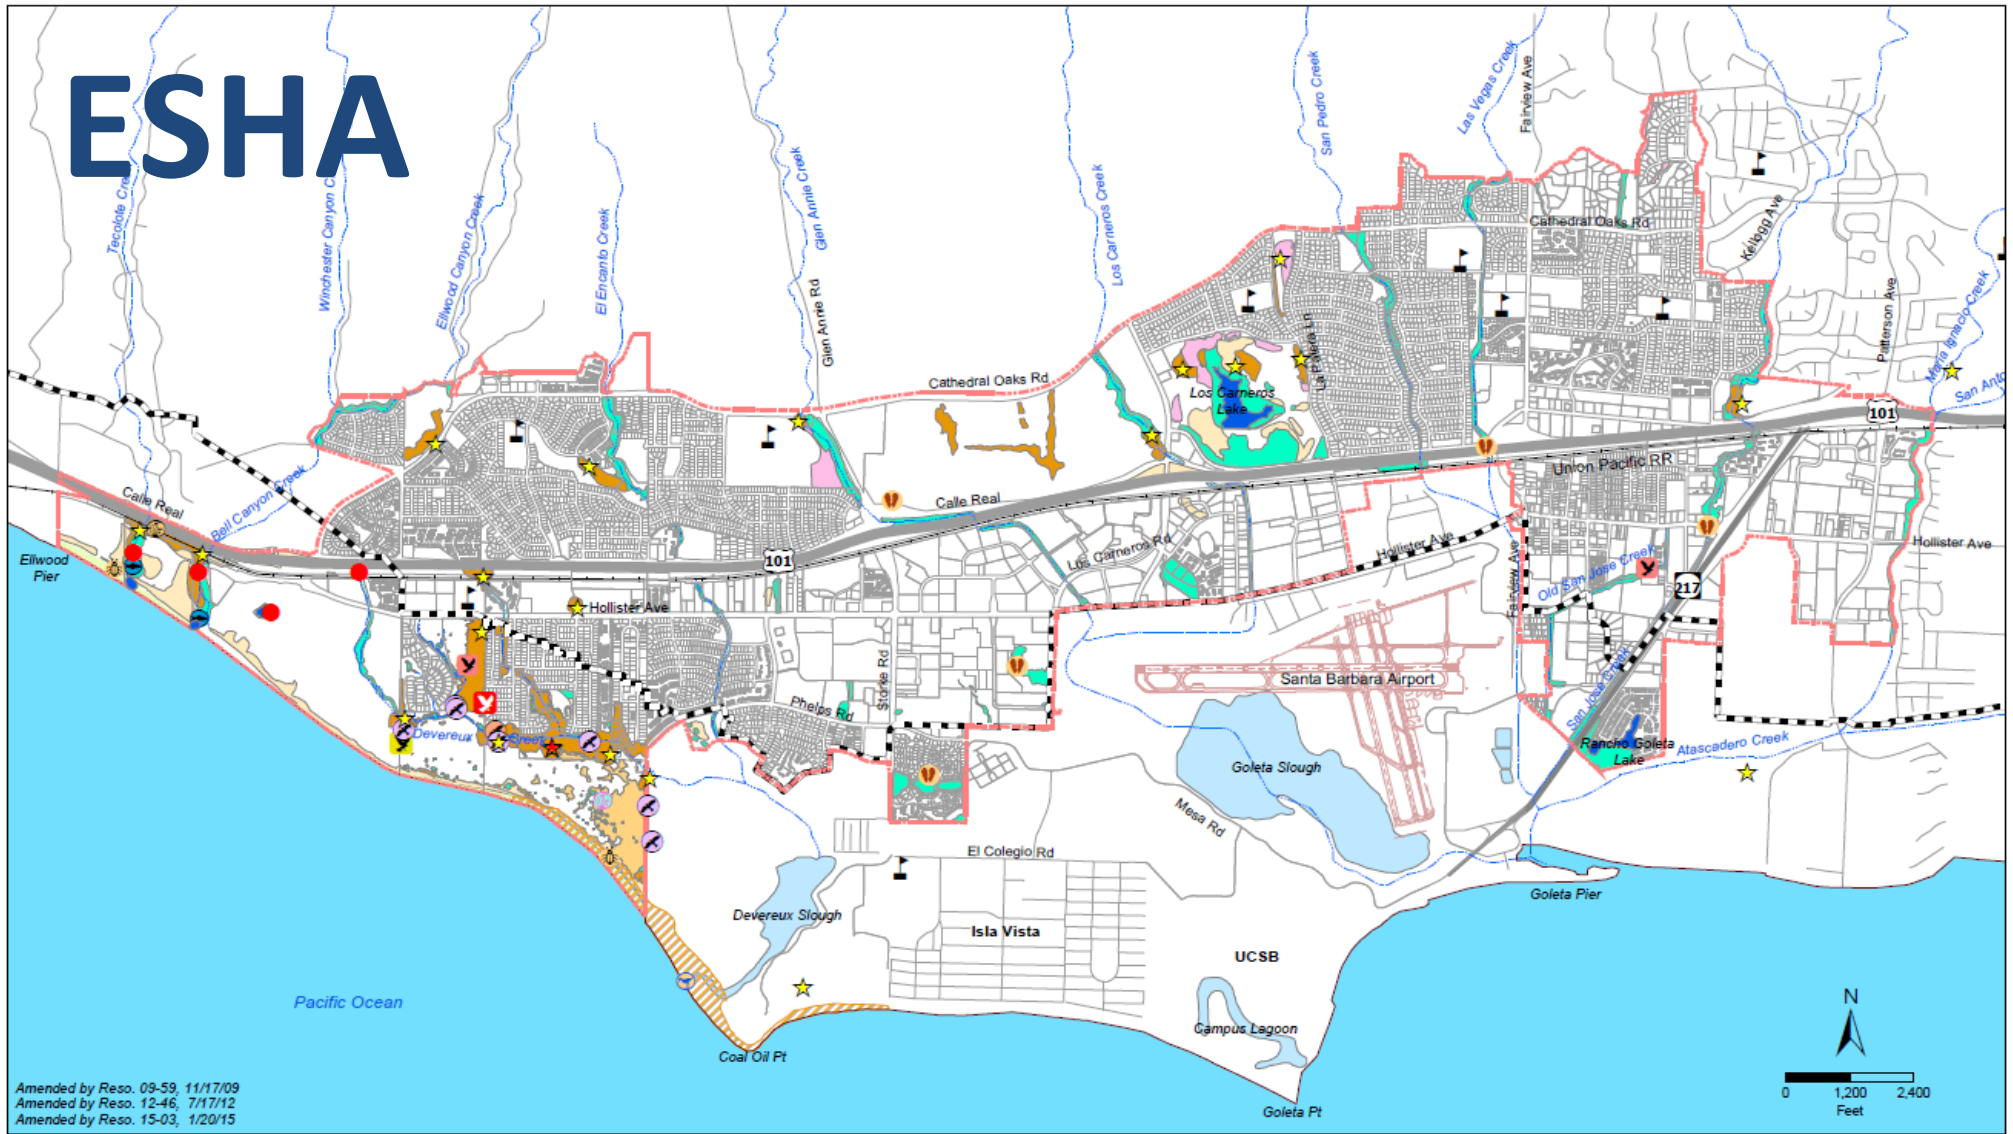 ESHA
Tecolote Cre
Winchester Canyon C
Ellwood Canyon Creek
El Encanto Creek
Glen Annie Creek
Glen Annie Rd
Los Carneros Creek
San Pedro Creek
Las Vegas Creek
Fairview Ave
Cathedral Oaks Rd
Kellogg Ave
Patterson Ave
Maria Ignacio Creek
San Anto
La Patera Ln
Cathedral Oaks Rd
Los Carneros
Lake
101
Union Pacific RR
Calle Real
Bell Canyon Creek
Calle Real
Ellwood
Pier
101
Los Carneros Rd
Hollister Ave
Hollister Ave
Fairview Ave
Old San Jose Creek
217
Hollister Ave
Storke Rd
Phelps Rd
Santa Barbara Airport
San Jose Creek
Devereux Creek
Rancho Goleta
Lake
Atascadero Creek
Goleta Slough
Mesa Rd
El Colegio Rd
Goleta Pier
Devereux Slough
Isla Vista
UCSB
Pacific Ocean
Campus Lagoon
Coal Oil Pt
Goleta Pt
N
0 1,200 2,400
Feet
Amended by Reso. 09-59, 11/17/09
Amended by Reso. 12-46, 7/17/12
Amended by Reso. 15-03, 1/20/15